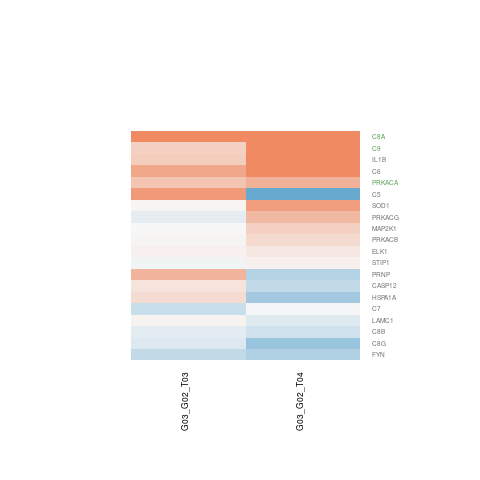 C8A
C9
IL1B
C6
PRKACA
C5
SOD1
PRKACG
MAP2K1
PRKACB
ELK1
STIP1
PRNP
CASP12
HSPA1A
C7
LAMC1
C8B
C8G
FYN
G03_G02_T03
G03_G02_T04